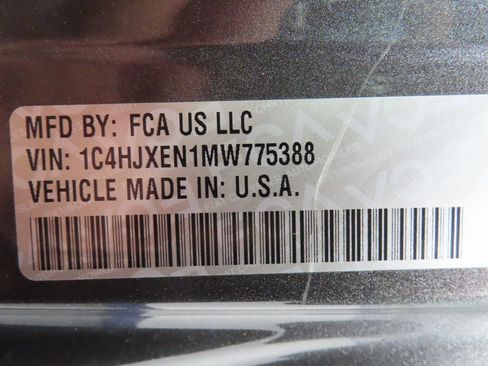 MFD BY: FCA US LLC
VIN: 1C4HJXEN1MW775388
VEHICLE MADE IN: U.S.A.